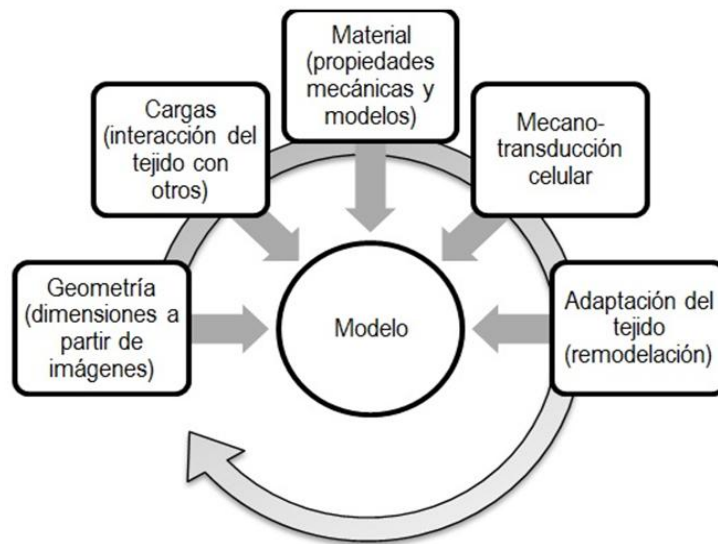 Material
(propiedades
mecánicas y
modelos)
Cargas
(interacción del
tejido con
otros)
Mecano-
transducción
celular
Geometría
(dimensiones a
partir de
imágenes)
Modelo
Adaptación del
tejido
(remodelación)